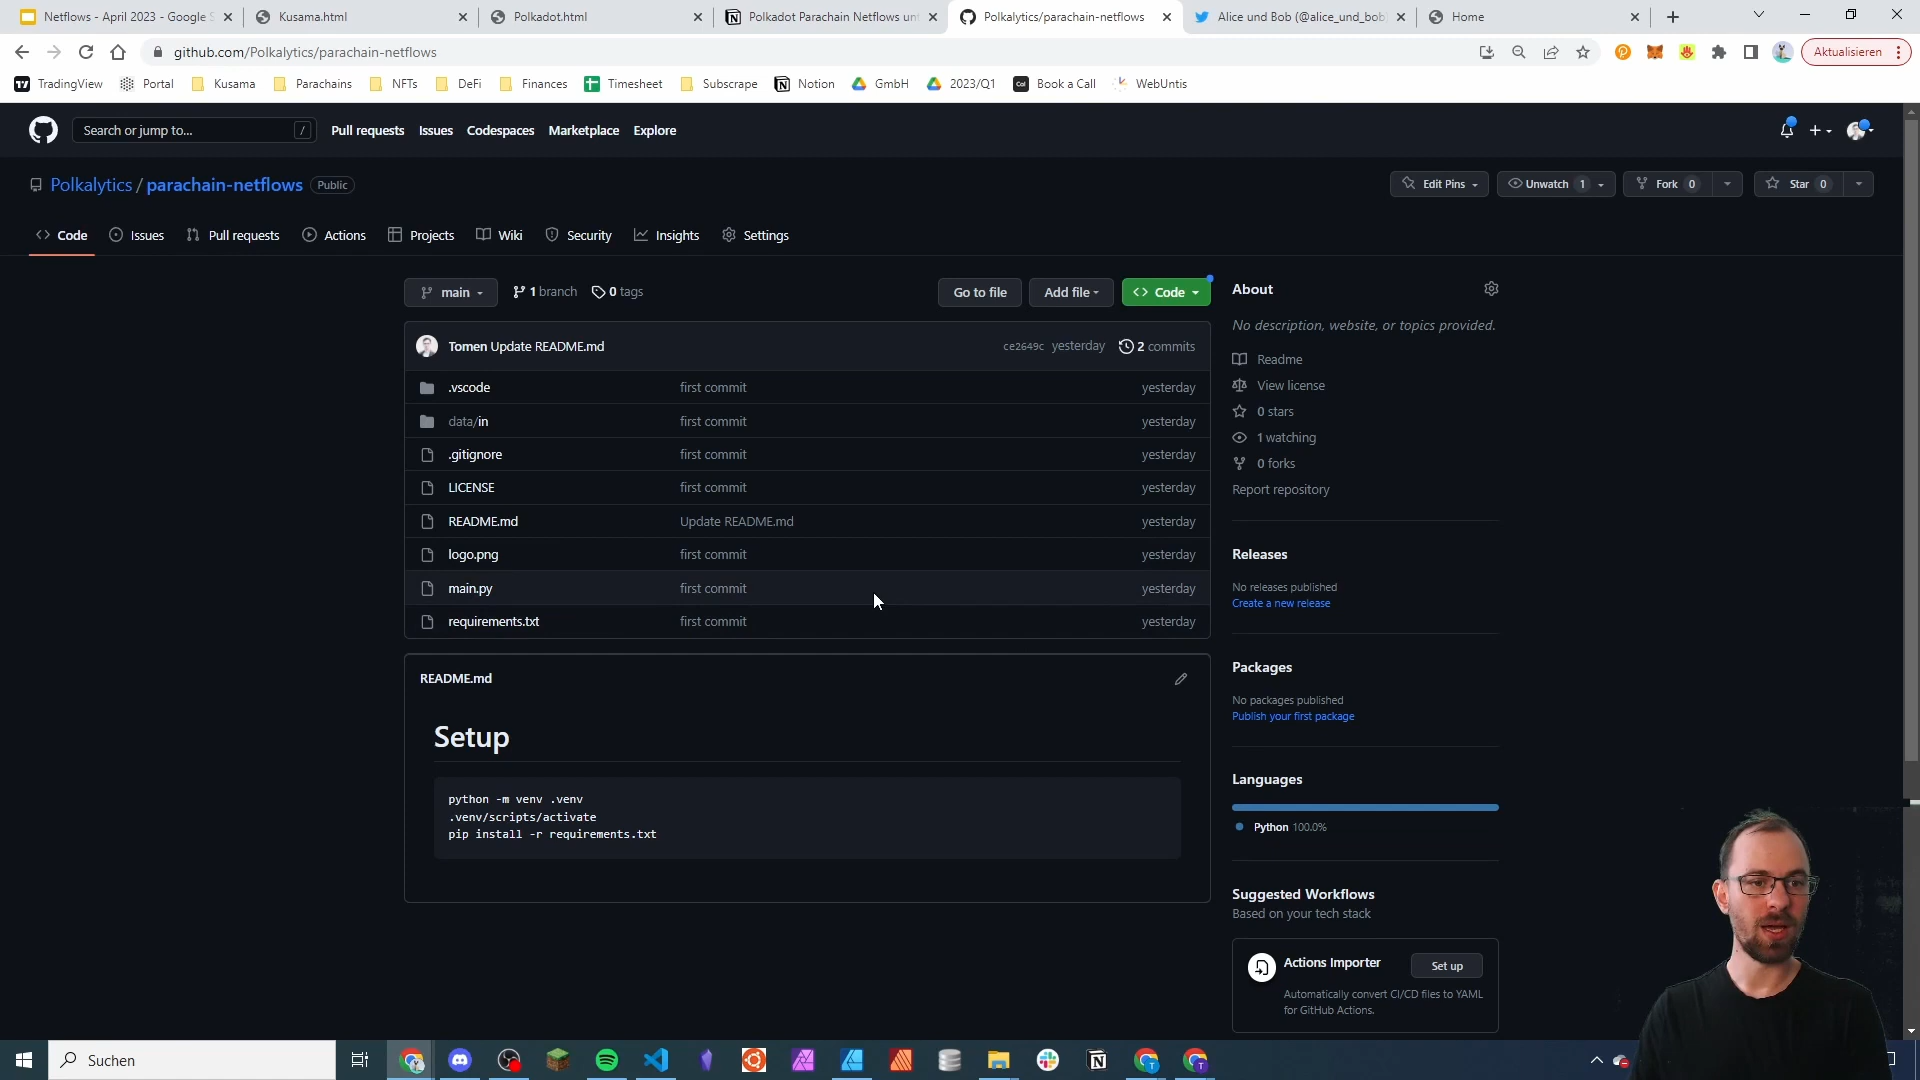 Netflows - April 2023 - Google S
Kusama.html
Polkadot.html
Polkadot Parachain Netflows unt
Polkalytics/parachain-netflows
Alice und Bob (@alice_und_bob
Home
github.com/Polkalytics/parachain-netflows
Aktualisieren
TradingView
Portal
Kusama
Parachains
NFTs
DeFi
Finances
Timesheet
Subscrape
Notion
GmbH
2023/Q1
Book a Call
WebUntis
Search or jump to...
/
Pull requests
Issues
Codespaces
Marketplace
Explore
Polkalytics / parachain-netflows
Public
Edit Pins
Unwatch 1
Fork 0
Star 0
Code
Issues
Pull requests
Actions
Projects
Wiki
Security
Insights
Settings
main
1 branch
0 tags
Go to file
Add file
Code
Tomen Update README.md
ce2649c yesterday
2 commits
.vscode first commit yesterday
data/in first commit yesterday
.gitignore first commit yesterday
LICENSE first commit yesterday
README.md Update README.md yesterday
logo.png first commit yesterday
main.py first commit yesterday
requirements.txt first commit yesterday
README.md
Setup
python -m venv .venv
.venv/scripts/activate
pip install -r requirements.txt
About
No description, website, or topics provided.
Readme
View license
0 stars
1 watching
0 forks
Report repository
Releases
No releases published
Create a new release
Packages
No packages published
Publish your first package
Languages
Python 100.0%
Suggested Workflows
Based on your tech stack
Actions Importer
Set up
Automatically convert CI/CD files to YAML
for GitHub Actions.
Suchen